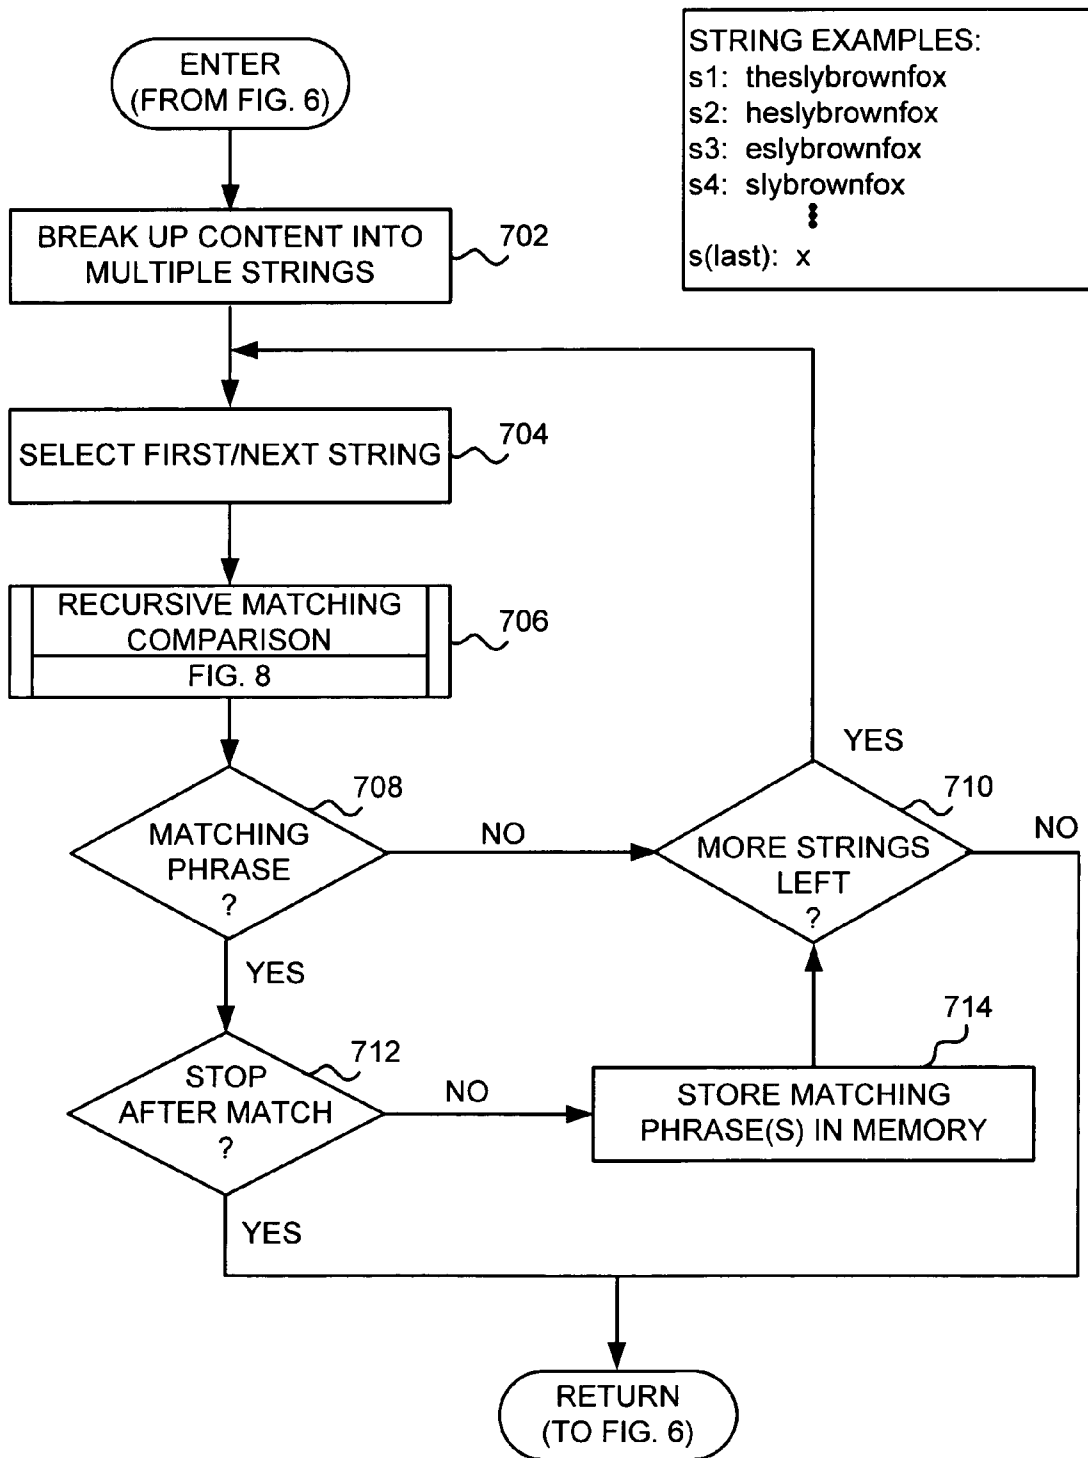 ENTER
(FROM FIG. 6)
STRING EXAMPLES:
s1: theslybrownfox
s2: heslybrownfox
s3: eslybrownfox
s4: slybrownfox
s(last): x
BREAK UP CONTENT INTO
MULTIPLE STRINGS
702
SELECT FIRST/NEXT STRING
704
RECURSIVE MATCHING
COMPARISON
FIG. 8
706
MATCHING
PHRASE
?
708
NO
YES
YES
MORE STRINGS
LEFT
?
710
NO
STOP
AFTER MATCH
?
712
NO
YES
STORE MATCHING
PHRASE(S) IN MEMORY
714
RETURN
(TO FIG. 6)